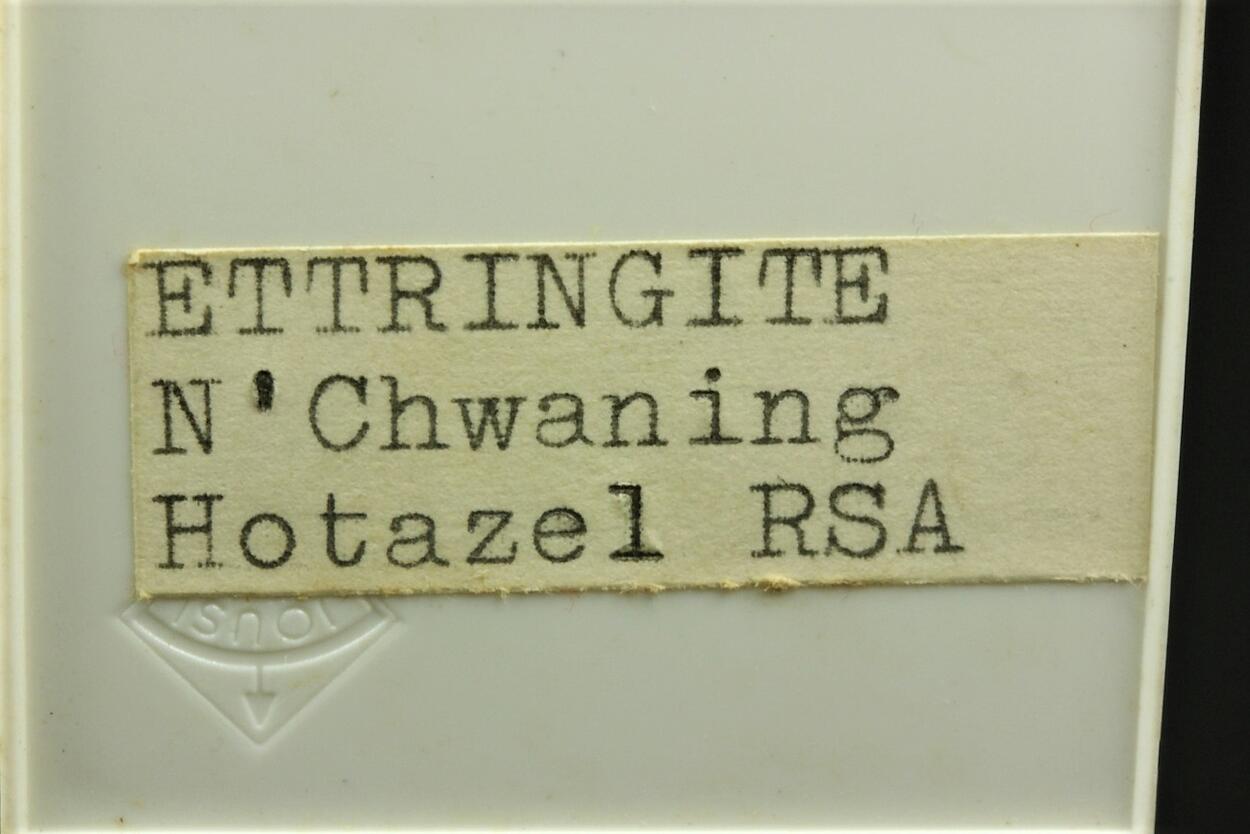 ETTRINGITE
N'Chwaning
Hotazel RSA